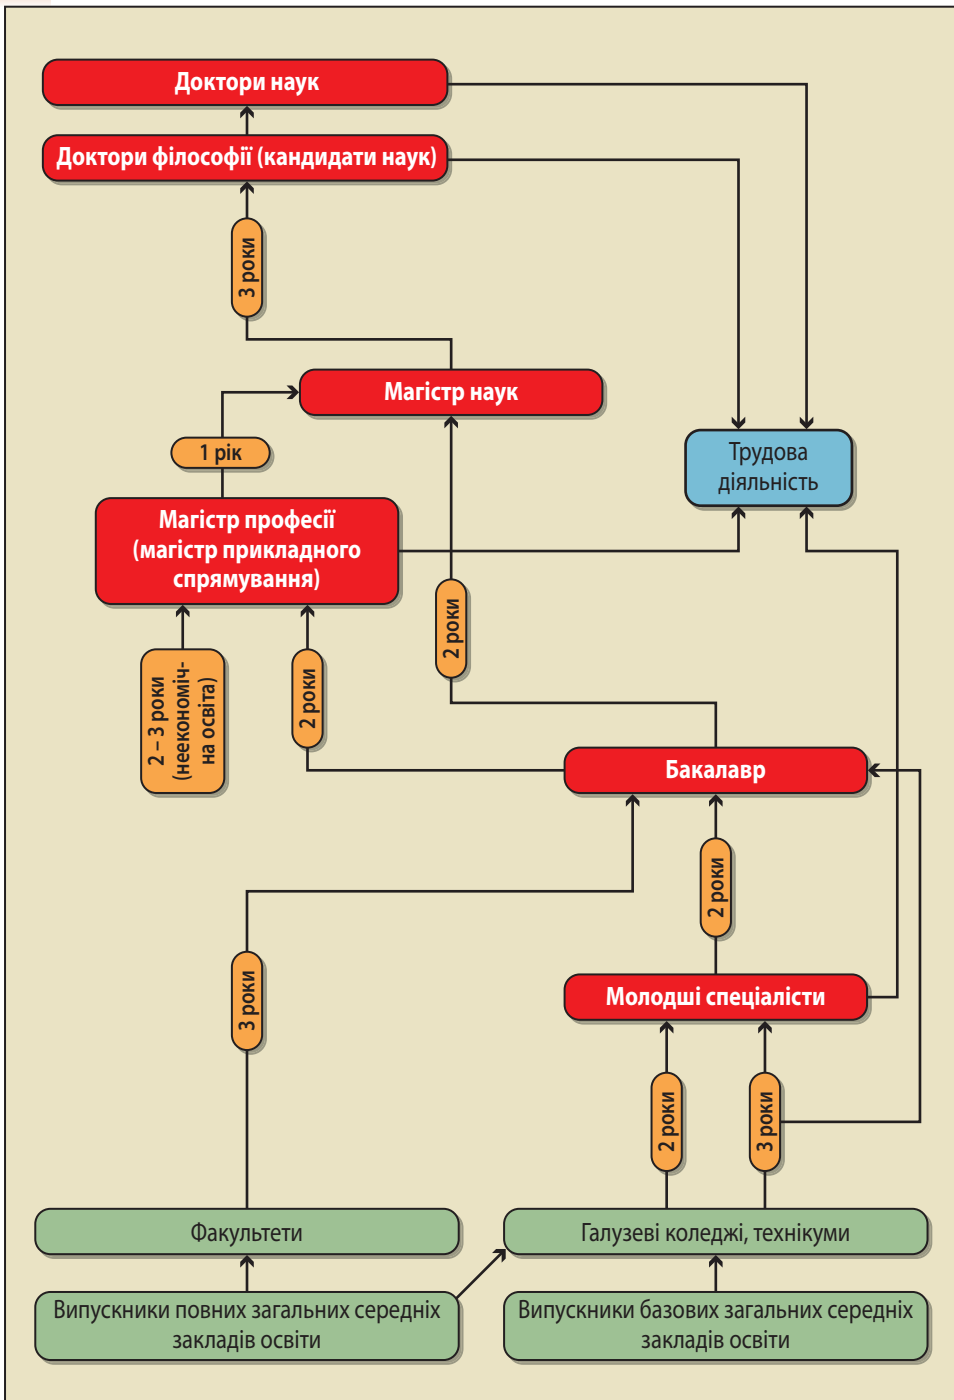 Доктори наук
Доктори філософії (кандидати наук)
3 роки
Магістр наук
1 рік
Трудова
діяльність
Магістр професії
(магістр прикладного
спрямування)
2 роки
2 – 3 роки
(неекономіч-
на освіта)
2 роки
Бакалавр
2 роки
3 роки
Молодші спеціалісти
2 роки
3 роки
Факультети
Галузеві коледжі, технікуми
Випускники повних загальних середніх
закладів освіти
Випускники базових загальних середніх
закладів освіти